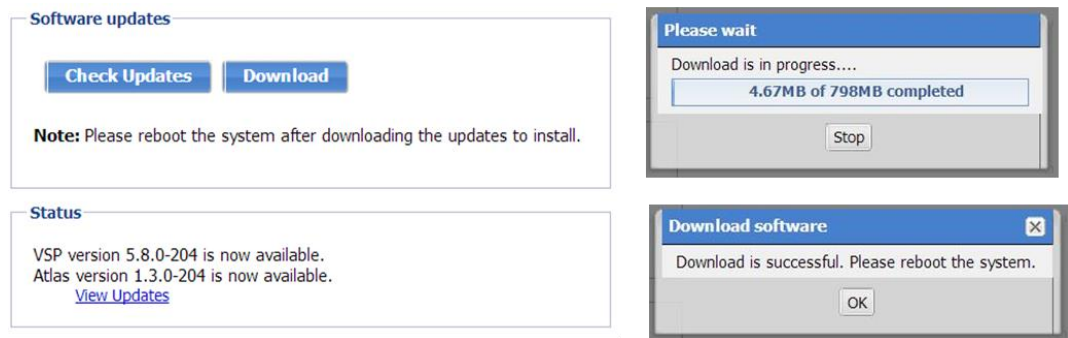 Software updates
Check Updates
Download
Note: Please reboot the system after downloading the updates to install.
Status
VSP version 5.8.0-204 is now available.
Atlas version 1.3.0-204 is now available.
View Updates
Please wait
Download is in progress....
4.67MB of 798MB completed
Stop
Download software
Download is successful. Please reboot the system.
OK